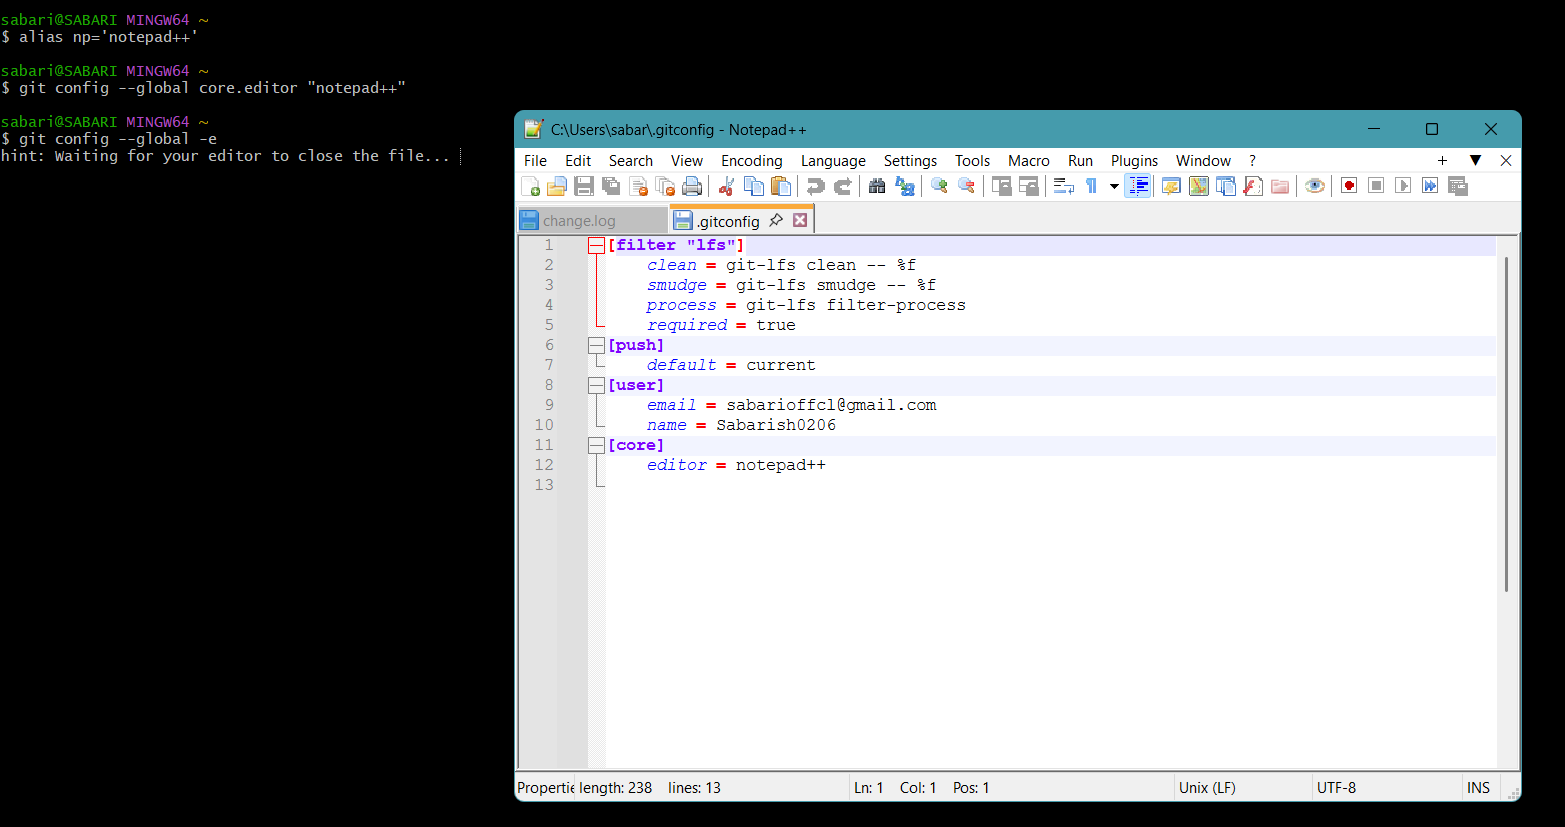 sabari@SABARI MINGW64 ~
$ alias np='notepad++'
sabari@SABARI MINGW64 ~
$ git config --global core.editor "notepad++"
sabari@SABARI MINGW64 ~
$ git config --global -e
hint: Waiting for your editor to close the file...
C:\Users\sabar\.gitconfig - Notepad++
File Edit Search View Encoding Language Settings Tools Macro Run Plugins Window ?
change.log .gitconfig
1 [filter "lfs"]
2 clean = git-lfs clean -- %f
3 smudge = git-lfs smudge -- %f
4 process = git-lfs filter-process
5 required = true
6 [push]
7 default = current
8 [user]
9 email = sabarioffcl@gmail.com
10 name = Sabarish0206
11 [core]
12 editor = notepad++
13
Propertie length: 238 lines: 13 Ln: 1 Col: 1 Pos: 1 Unix (LF) UTF-8 INS